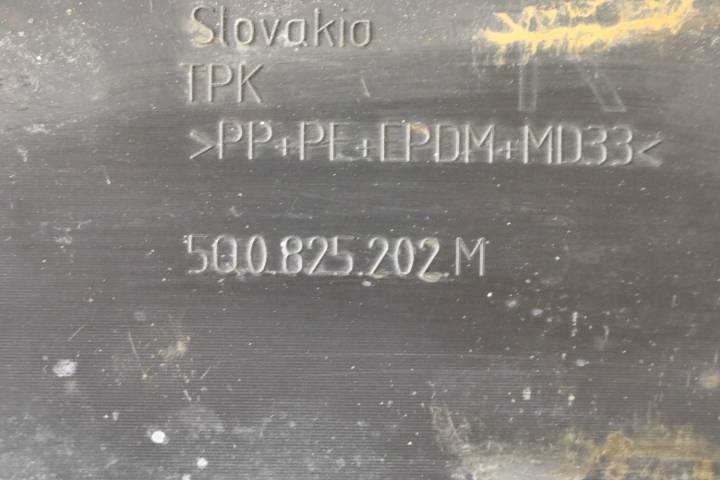 Slovakia
TPK
>PP+PE+EPDM+MD33<
5Q0.825.202.M